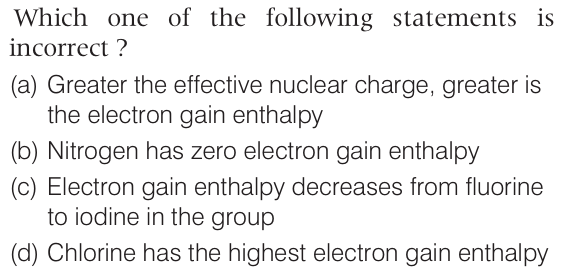 Which one of the following statements is
incorrect ?
(a) Greater the effective nuclear charge, greater is
the electron gain enthalpy
(b) Nitrogen has zero electron gain enthalpy
(c) Electron gain enthalpy decreases from fluorine
to iodine in the group
(d) Chlorine has the highest electron gain enthalpy